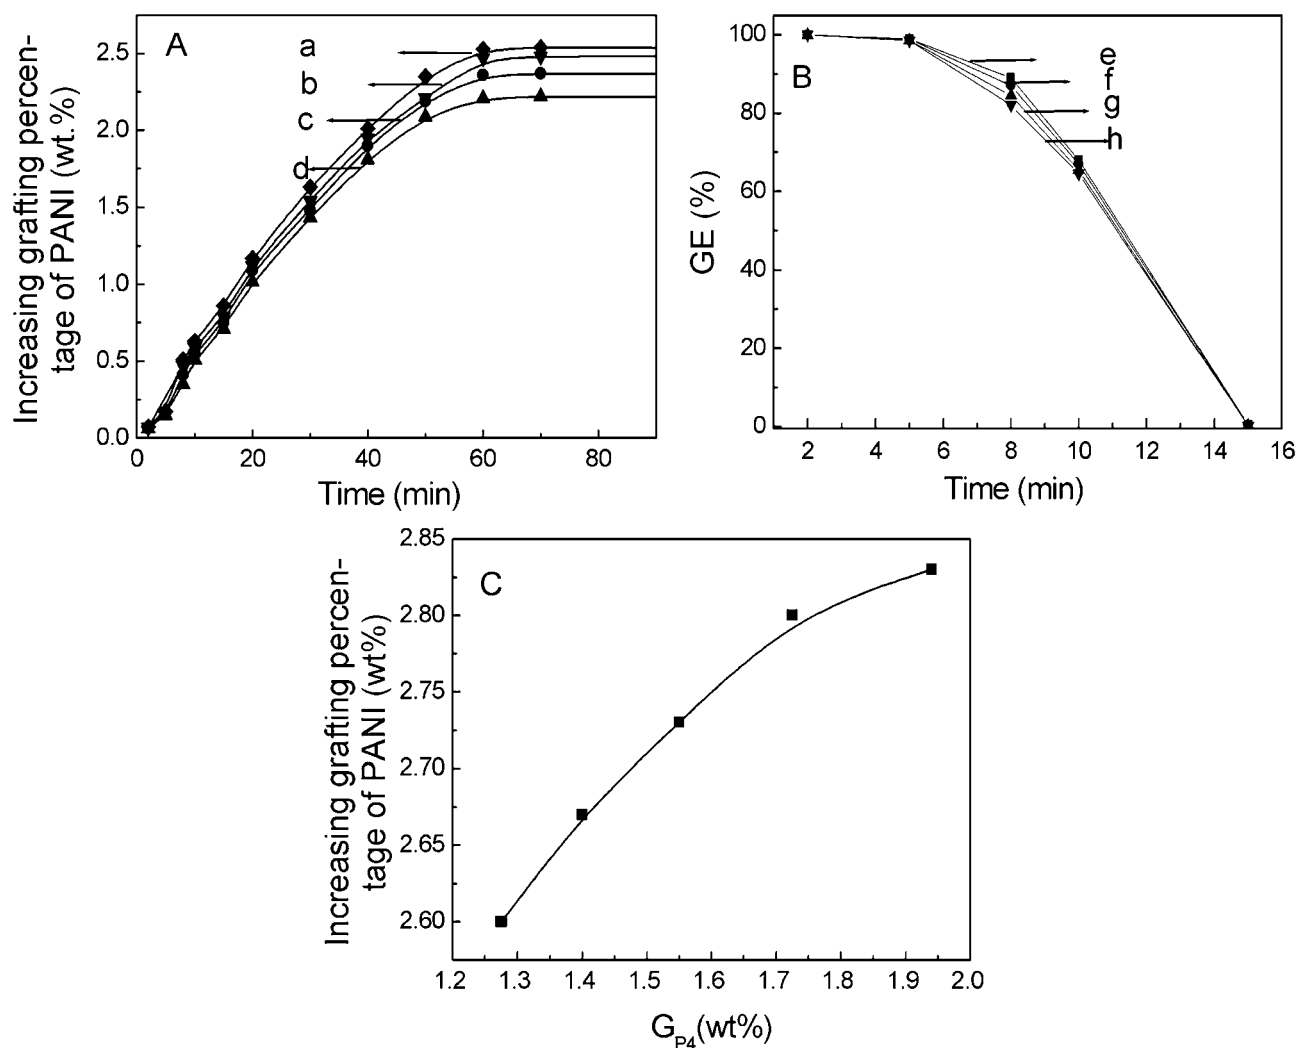 A
a
b
c
d
Increasing grafting percen-
tage of PANI (wt.%)
2.5
2.0
1.5
1.0
0.5
0.0
0 20 40 60 80
Time (min)
B
e
f
g
h
GE (%)
100
80
60
40
20
0
2 4 6 8 10 12 14 16
Time (min)
C
Increasing grafting percen-
tage of PANI (wt%)
2.85
2.80
2.75
2.70
2.65
2.60
1.2 1.3 1.4 1.5 1.6 1.7 1.8 1.9 2.0
GP4(wt%)